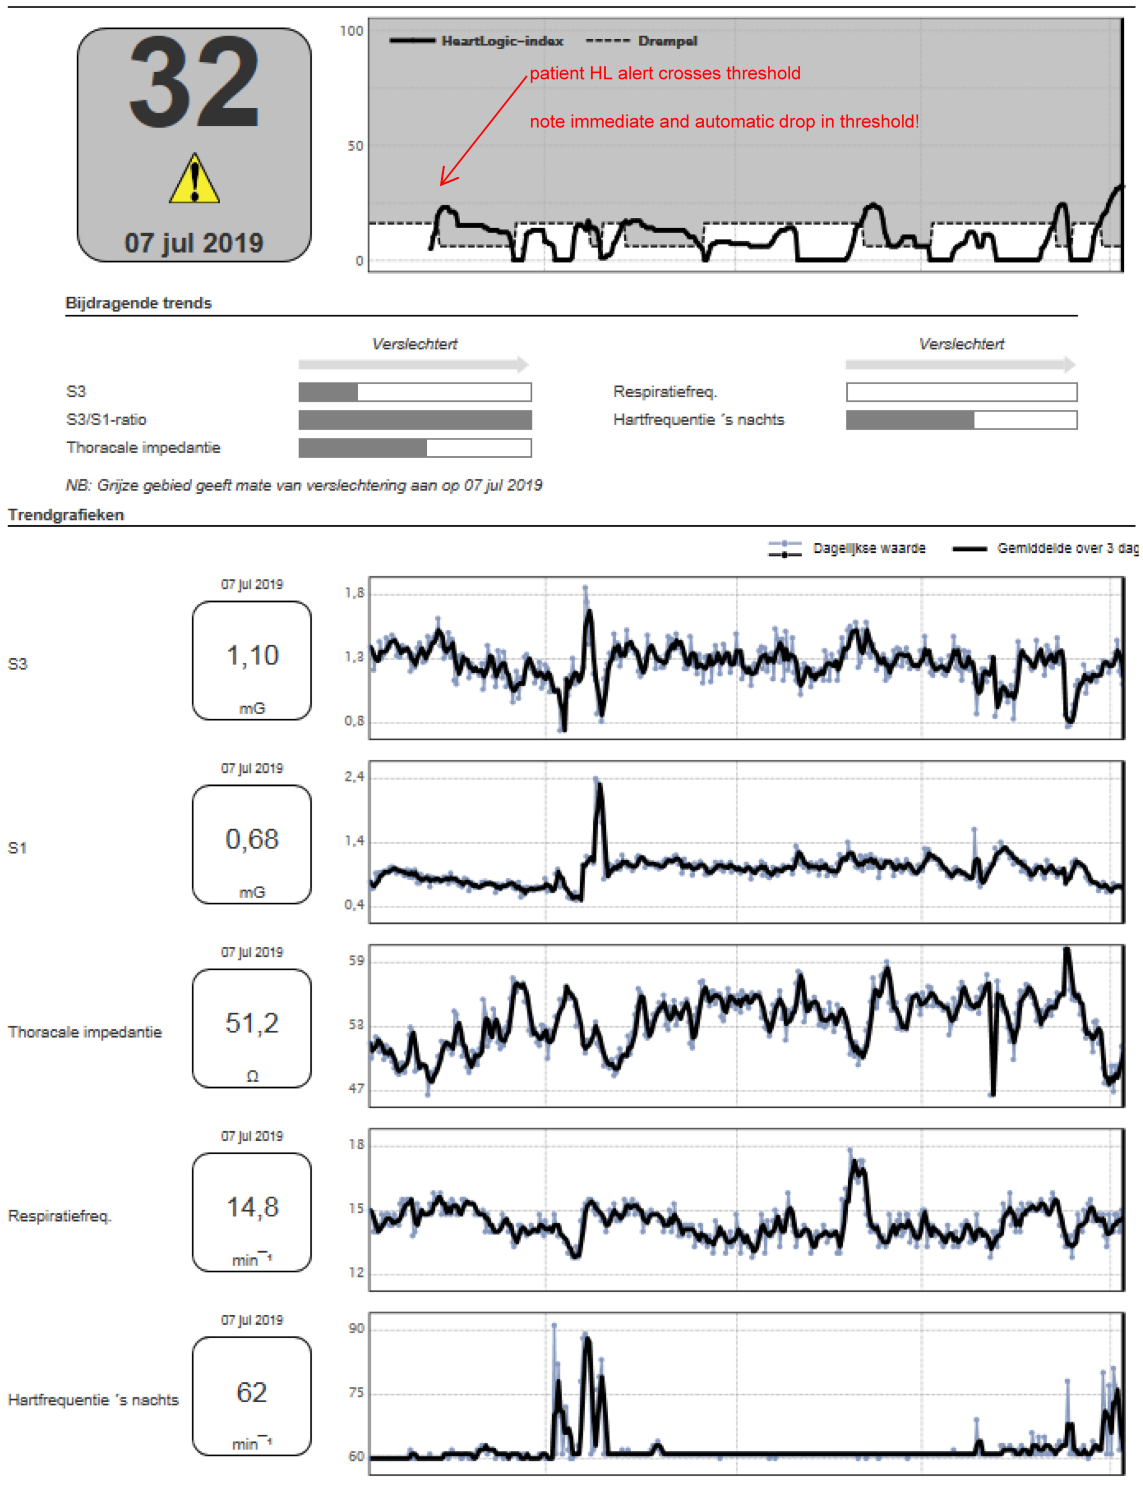 32
07 jul 2019
100
50
0
HeartLogic-index
Drempel
patient HL alert crosses threshold
note immediate and automatic drop in threshold!
Bijdragende trends
Verslechtert
Verslechtert
S3
S3/S1-ratio
Thoracale impedantie
Respiratiefreq.
Hartfrequentie 's nachts
NB: Grijze gebied geeft mate van verslechtering aan op 07 jul 2019
Trendgrafieken
Dagelijkse waarde
Gemiddelde over 3 dag
S3
07 jul 2019
1,10
mG
1,8
1,3
0,8
S1
07 jul 2019
0,68
mG
2,4
1,4
0,4
Thoracale impedantie
07 jul 2019
51,2
Ω
59
53
47
Respiratiefreq.
07 jul 2019
14,8
min⁻¹
18
15
12
Hartfrequentie 's nachts
07 jul 2019
62
min⁻¹
90
75
60